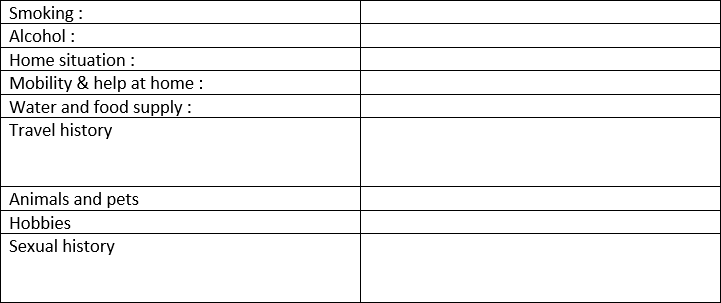 Smoking :
Alcohol :
Home situation :
Mobility & help at home :
Water and food supply :
Travel history
Animals and pets
Hobbies
Sexual history